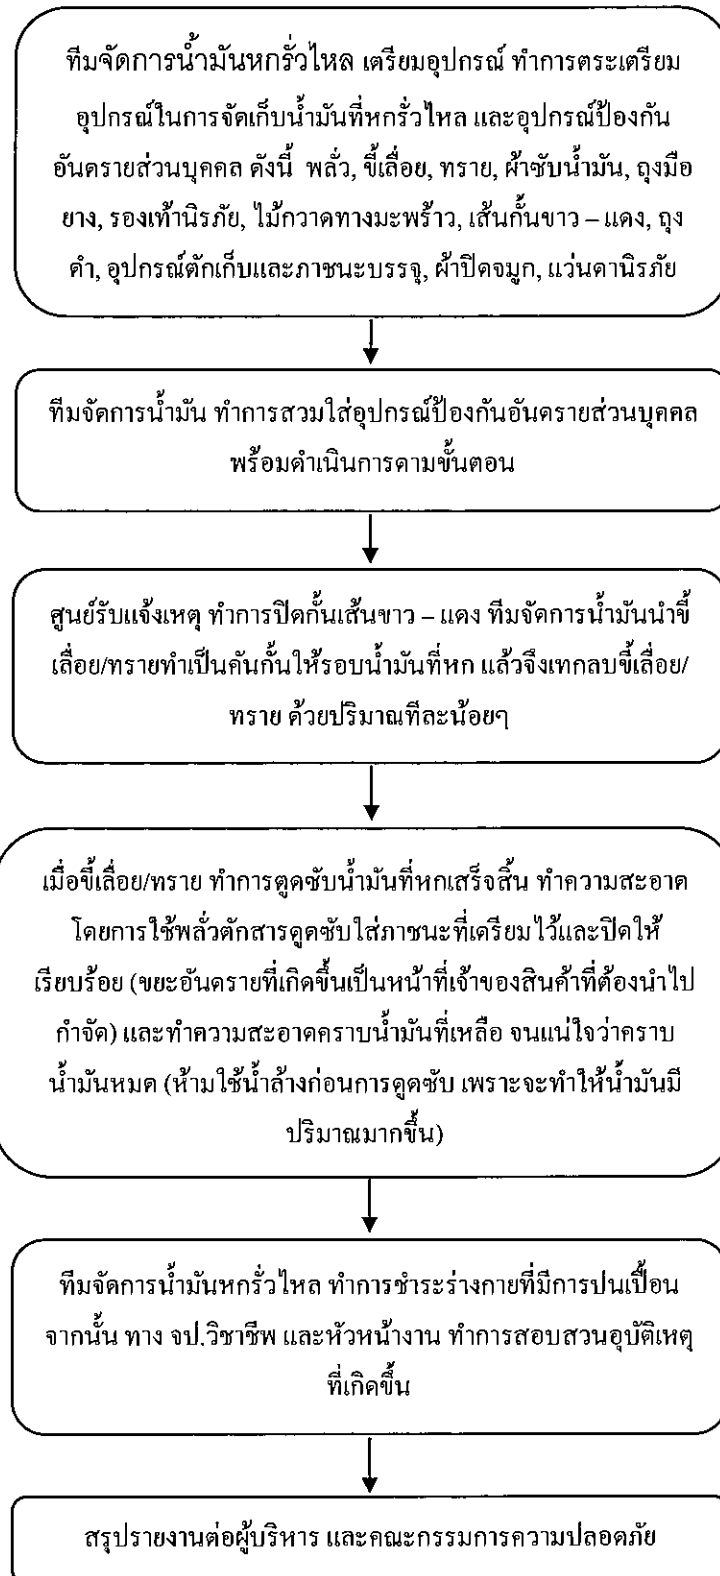 ทีมจัดการน้ำมันหกรั่วไหล เตรียมอุปกรณ์ ทำการตระเตรียม
อุปกรณ์ในการจัดเก็บน้ำมันที่หกรั่วไหล และอุปกรณ์ป้องกัน
อันตรายส่วนบุคคล ดังนี้ พลั่ว, ขี้เลื่อย, ทราย, ผ้าซับน้ำมัน, ถุงมือ
ยาง, รองเท้านิรภัย, ไม้กวาดทางมะพร้าว, เส้นกั้นขาว – แดง, ถุง
ดำ, อุปกรณ์ตักเก็บและภาชนะบรรจุ, ผ้าปิดจมูก, แว่นตานิรภัย
ทีมจัดการน้ำมัน ทำการสวมใส่อุปกรณ์ป้องกันอันตรายส่วนบุคคล
พร้อมดำเนินการตามขั้นตอน
ศูนย์รับแจ้งเหตุ ทำการปิดกั้นเส้นขาว – แดง ทีมจัดการน้ำมันนำขี้
เลื่อย/ทรายทำเป็นคันกั้นให้รอบน้ำมันที่หก แล้วจึงเทกลบขี้เลื่อย/
ทราย ด้วยปริมาณทีละน้อยๆ
เมื่อขี้เลื่อย/ทราย ทำการดูดซับน้ำมันที่หกเสร็จสิ้น ทำความสะอาด
โดยการใช้พลั่วตักสารดูดซับใส่ภาชนะที่เตรียมไว้และปิดให้
เรียบร้อย (ขยะอันตรายที่เกิดขึ้นเป็นหน้าที่เจ้าของสินค้าที่ต้องนำไป
กำจัด) และทำความสะอาดคราบน้ำมันที่เหลือ จนแน่ใจว่าคราบ
น้ำมันหมด (ห้ามใช้น้ำล้างก่อนการดูดซับ เพราะจะทำให้น้ำมันมี
ปริมาณมากขึ้น)
ทีมจัดการน้ำมันหกรั่วไหล ทำการชำระร่างกายที่มีการปนเปื้อน
จากนั้น ทาง จป.วิชาชีพ และหัวหน้างาน ทำการสอบสวนอุบัติเหตุ
ที่เกิดขึ้น
สรุปรายงานต่อผู้บริหาร และคณะกรรมการความปลอดภัย